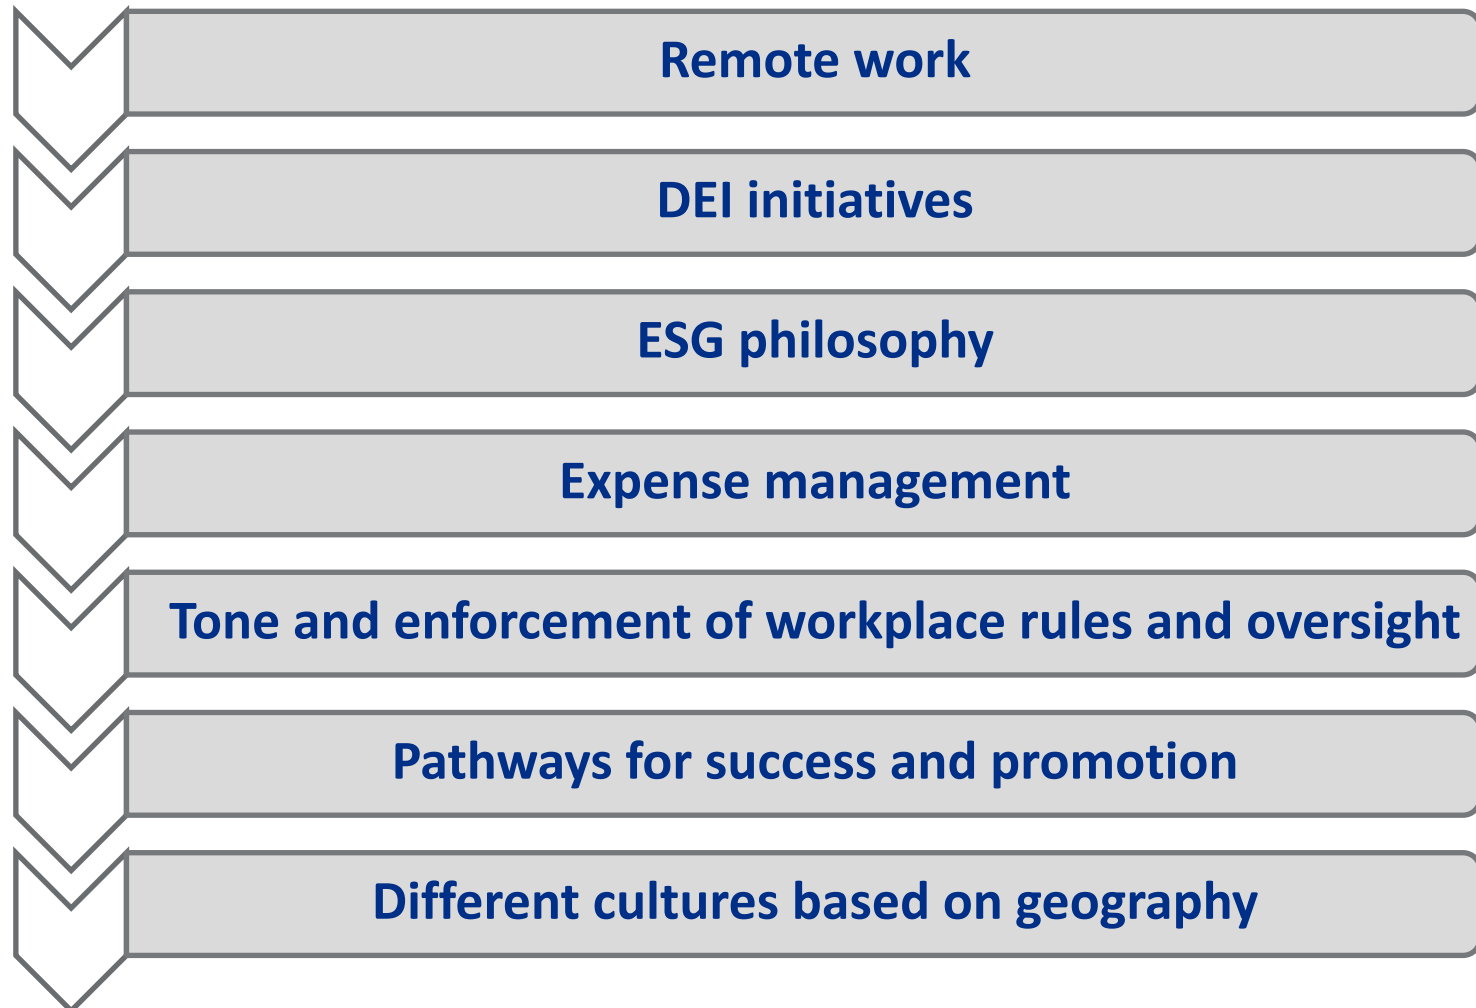 Remote work
DEI initiatives
ESG philosophy
Expense management
Tone and enforcement of workplace rules and oversight
Pathways for success and promotion
Different cultures based on geography